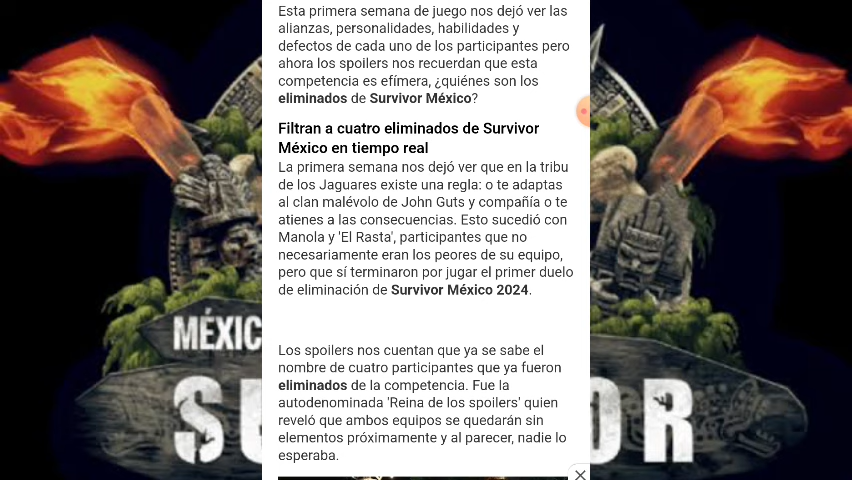 Esta primera semana de juego nos dejó ver las
alianzas, personalidades, habilidades y
defectos de cada uno de los participantes pero
ahora los spoilers nos recuerdan que esta
competencia es efímera, ¿quiénes son los
eliminados de Survivor México?
Filtran a cuatro eliminados de Survivor
México en tiempo real
La primera semana nos dejó ver que en la tribu
de los Jaguares existe una regla: o te adaptas
al clan malévolo de John Guts y compañía o te
atienes a las consecuencias. Esto sucedió con
Manola y 'El Rasta', participantes que no
necesariamente eran los peores de su equipo,
pero que sí terminaron por jugar el primer duelo
de eliminación de Survivor México 2024.
Los spoilers nos cuentan que ya se sabe el
nombre de cuatro participantes que ya fueron
eliminados de la competencia. Fue la
autodenominada 'Reina de los spoilers' quien
reveló que ambos equipos se quedarán sin
elementos próximamente y al parecer, nadie lo
esperaba.
MÉXIC
SU
OR